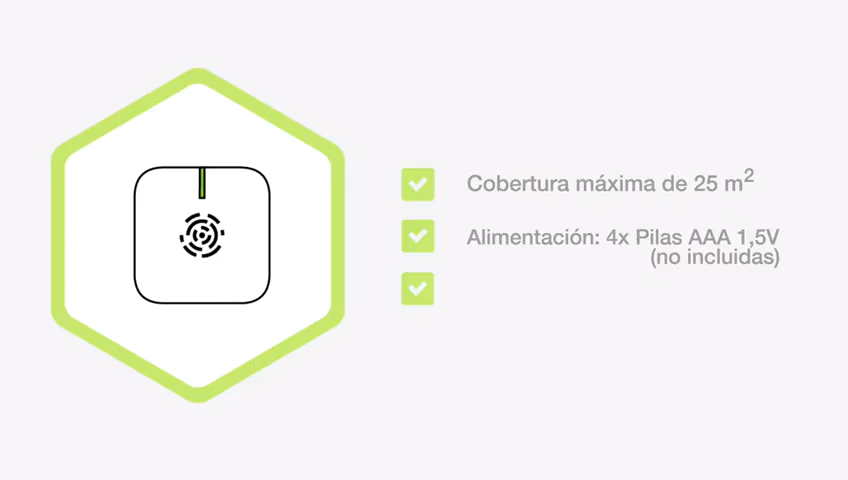 Cobertura máxima de 25 m²
Alimentación: 4x Pilas AAA 1,5V
(no incluidas)